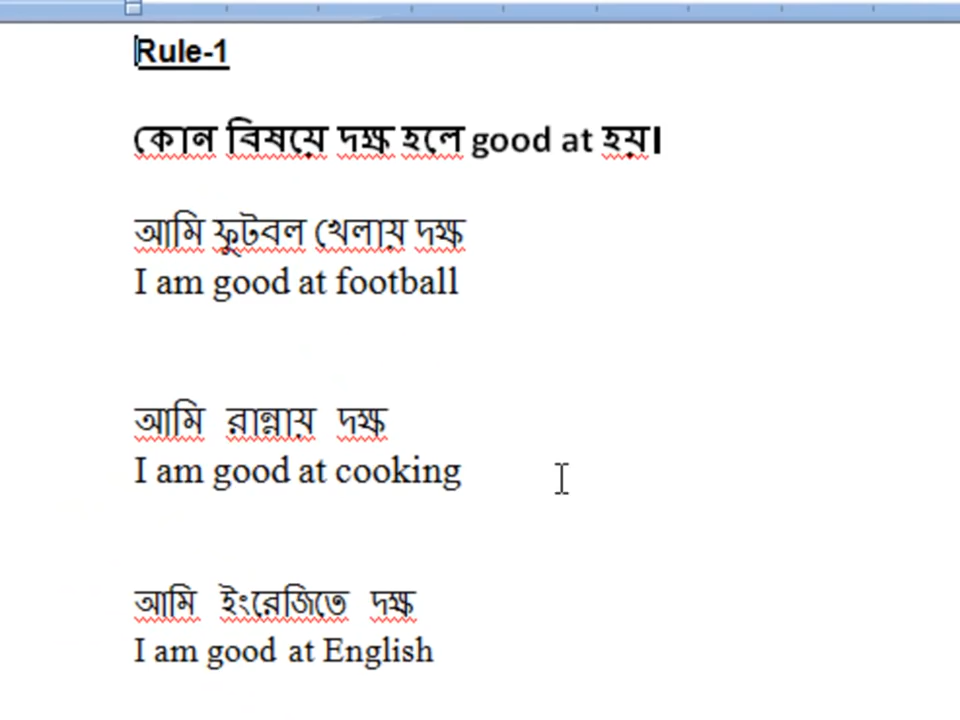 Rule-1
কোন বিষয়ে দক্ষ হলে good at হয়।
আমি ফুটবল খেলায় দক্ষ
I am good at football
আমি রান্নায় দক্ষ
I am good at cooking
আমি ইংরেজিতে দক্ষ
I am good at English